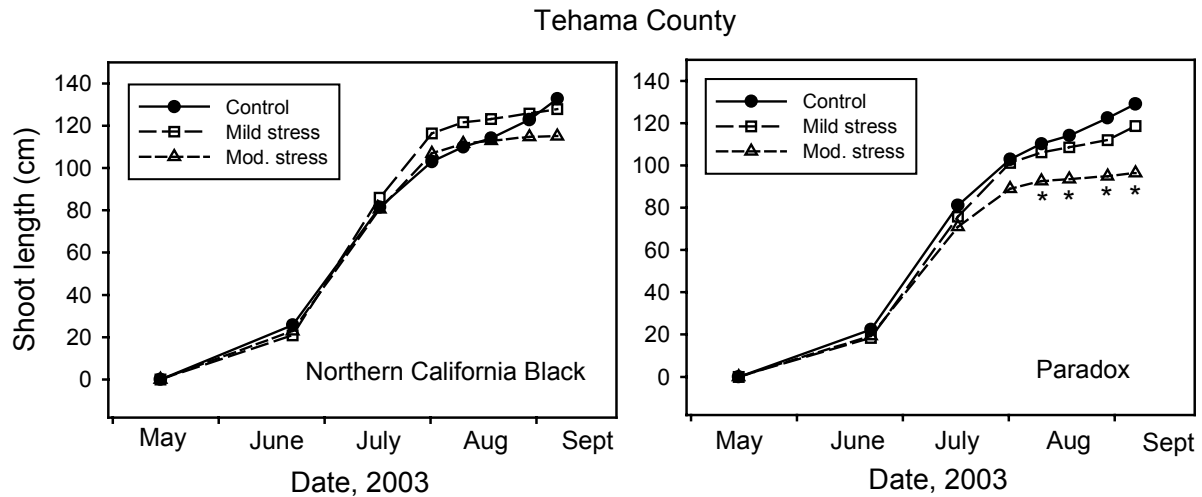 Tehama County
Shoot length (cm)
140
120
100
80
60
40
20
0
Control
Mild stress
Mod. stress
Northern California Black
May June July Aug Sept
Date, 2003
140
120
100
80
60
40
20
0
Control
Mild stress
Mod. stress
* * * *
Paradox
May June July Aug Sept
Date, 2003